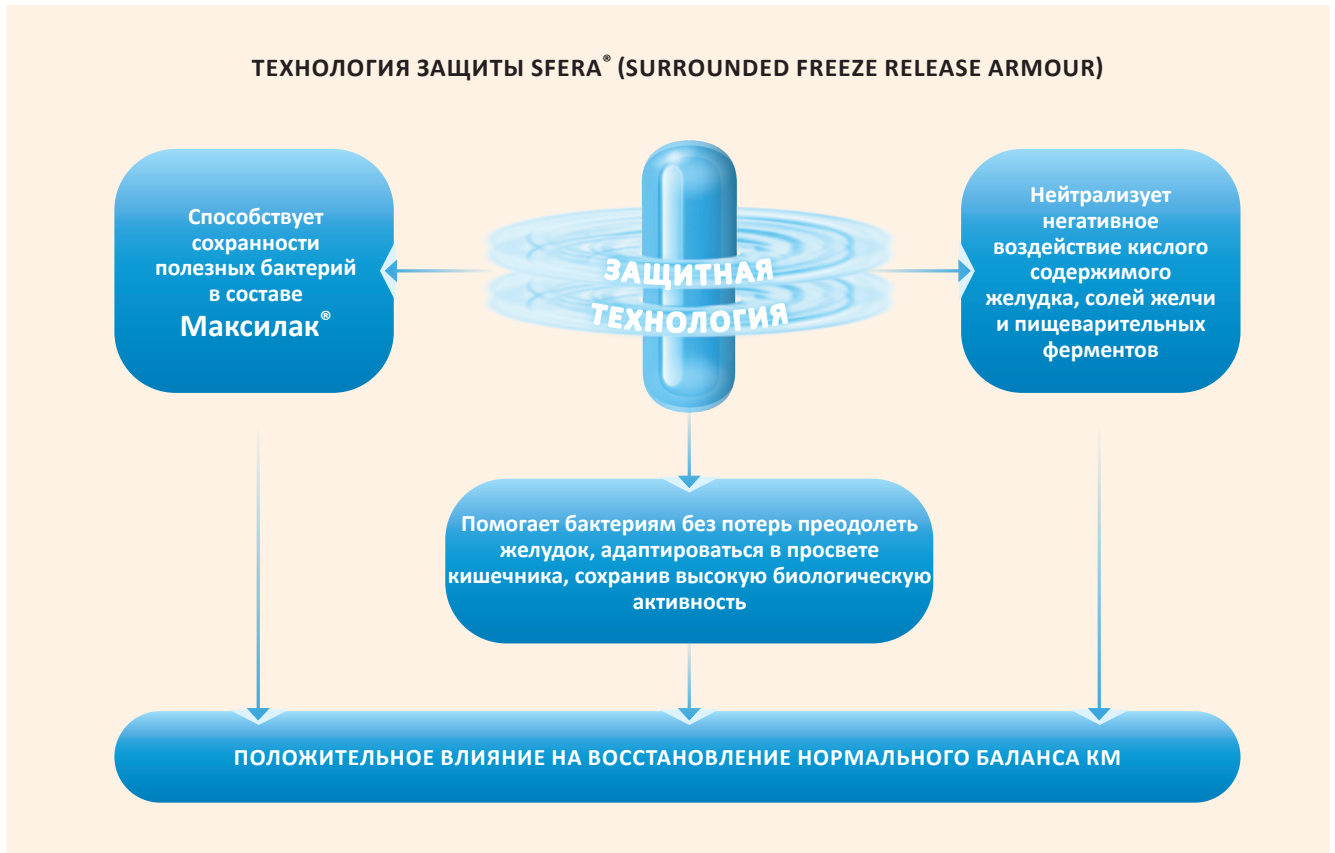 ТЕХНОЛОГИЯ ЗАЩИТЫ SFERA® (SURROUNDED FREEZE RELEASE ARMOUR)
Способствует
сохранности
полезных бактерий
в составе
Максилак®
ЗАЩИТНАЯ
ТЕХНОЛОГИЯ
Нейтрализует
негативное
воздействие кислого
содержимого
желудка, солей желчи
и пищеварительных
ферментов
Помогает бактериям без потерь преодолеть
желудок, адаптироваться в просвете
кишечника, сохранив высокую биологическую
активность
ПОЛОЖИТЕЛЬНОЕ ВЛИЯНИЕ НА ВОССТАНОВЛЕНИЕ НОРМАЛЬНОГО БАЛАНСА КМ